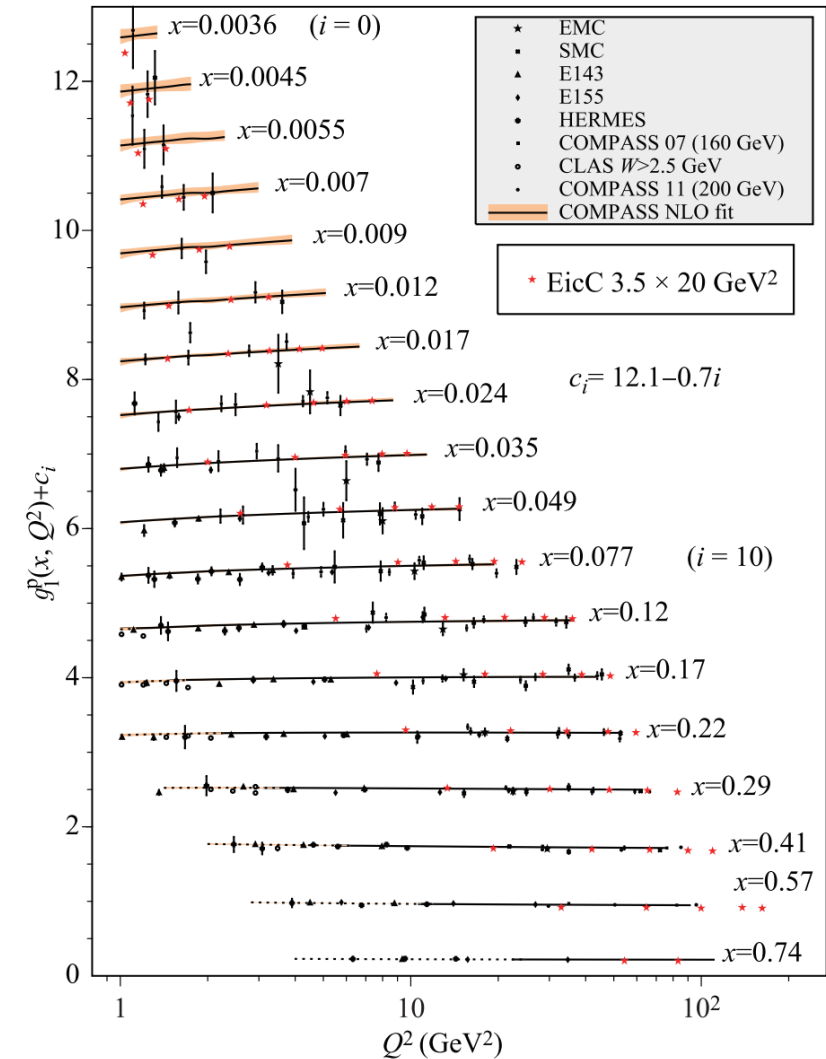 x=0.0036 (i=0)
x=0.0045
x=0.0055
x=0.007
x=0.009
x=0.012
x=0.017
x=0.024
x=0.035
x=0.049
x=0.077 (i=10)
x=0.12
x=0.17
x=0.22
x=0.29
x=0.41
x=0.57
x=0.74
EMC
SMC
E143
E155
HERMES
COMPASS 07 (160 GeV)
CLAS W>2.5 GeV
COMPASS 11 (200 GeV)
COMPASS NLO fit
EicC 3.5 × 20 GeV²
cᵢ= 12.1−0.7i
g₁ᵖ(x, Q²)+cᵢ
12
10
8
6
4
2
0
1
10
10²
Q² (GeV²)